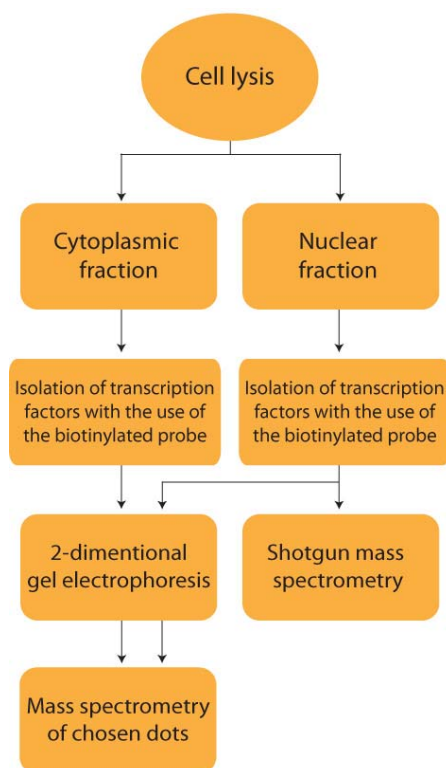 Cell lysis
Cytoplasmic
fraction
Nuclear
fraction
Isolation of transcription
factors with the use of
the biotinylated probe
Isolation of transcription
factors with the use of
the biotinylated probe
2-dimentional
gel electrophoresis
Shotgun mass
spectrometry
Mass spectrometry
of chosen dots